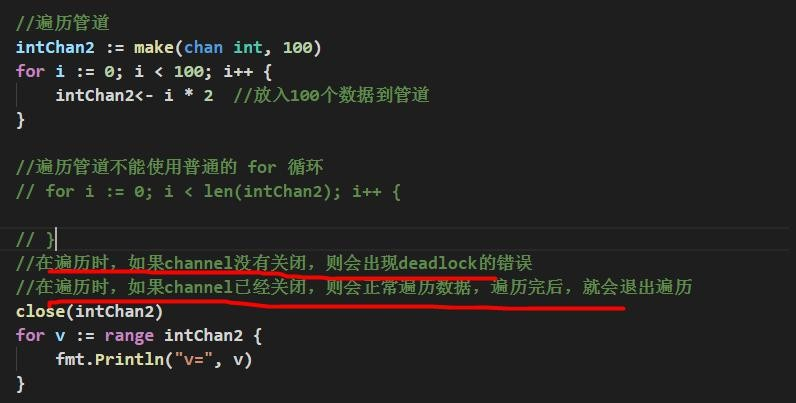 //遍历管道
intChan2 := make(chan int, 100)
for i := 0; i < 100; i++ {
    intChan2<- i * 2  //放入100个数据到管道
}
//遍历管道不能使用普通的 for 循环
// for i := 0; i < len(intChan2); i++ {
// }
//在遍历时，如果channel没有关闭，则会出现deadlock的错误
//在遍历时，如果channel已经关闭，则会正常遍历数据，遍历完后，就会退出遍历
close(intChan2)
for v := range intChan2 {
    fmt.Println("v=", v)
}